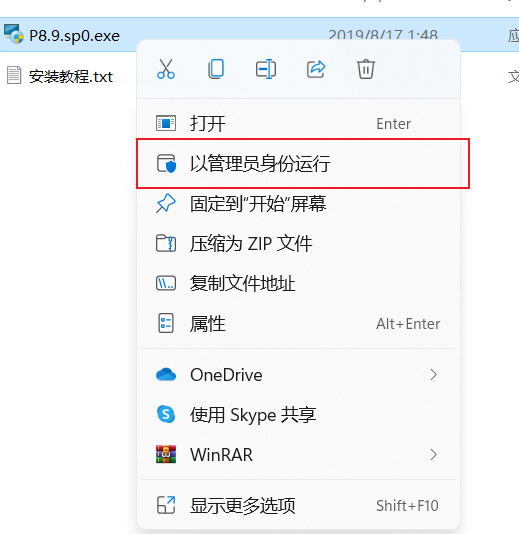 P8.9.sp0.exe 2019/8/17 1:48
安装教程.txt
打开 Enter
以管理员身份运行
固定到“开始”屏幕
压缩为 ZIP 文件
复制文件地址
属性 Alt+Enter
OneDrive
使用 Skype 共享
WinRAR
显示更多选项 Shift+F10